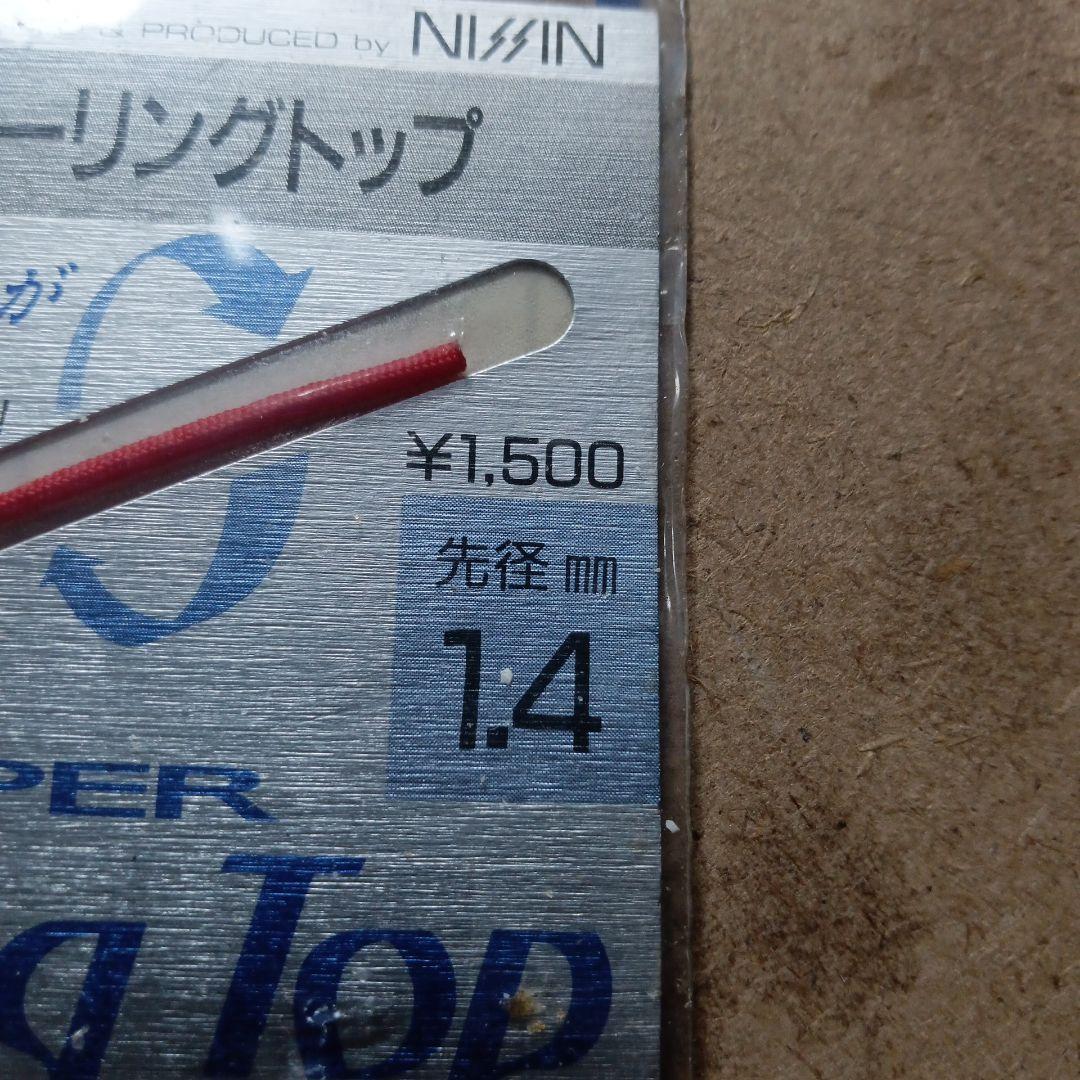 & PRODUCED by NISSIN
ーリングトップ
が
¥1,500
先径mm
1.4
PER
g Top